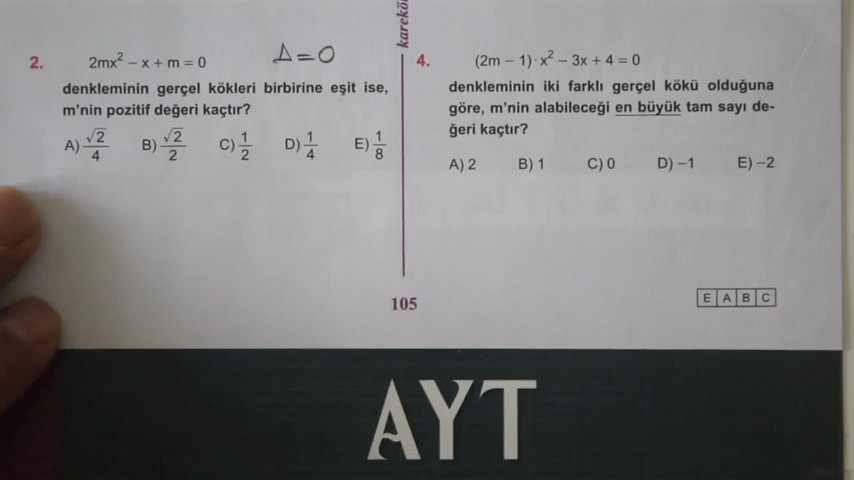 2. 2mx² – x + m = 0 Δ=0
denkleminin gerçel kökleri birbirine eşit ise,
m'nin pozitif değeri kaçtır?
A) √2/4 B) √2/2 C) 1/2 D) 1/4 E) 1/8
karekö
4. (2m – 1)·x² – 3x + 4 = 0
denkleminin iki farklı gerçel kökü olduğuna
göre, m'nin alabileceği en büyük tam sayı de-
ğeri kaçtır?
A) 2 B) 1 C) 0 D) –1 E) –2
105
E A B C
AYT